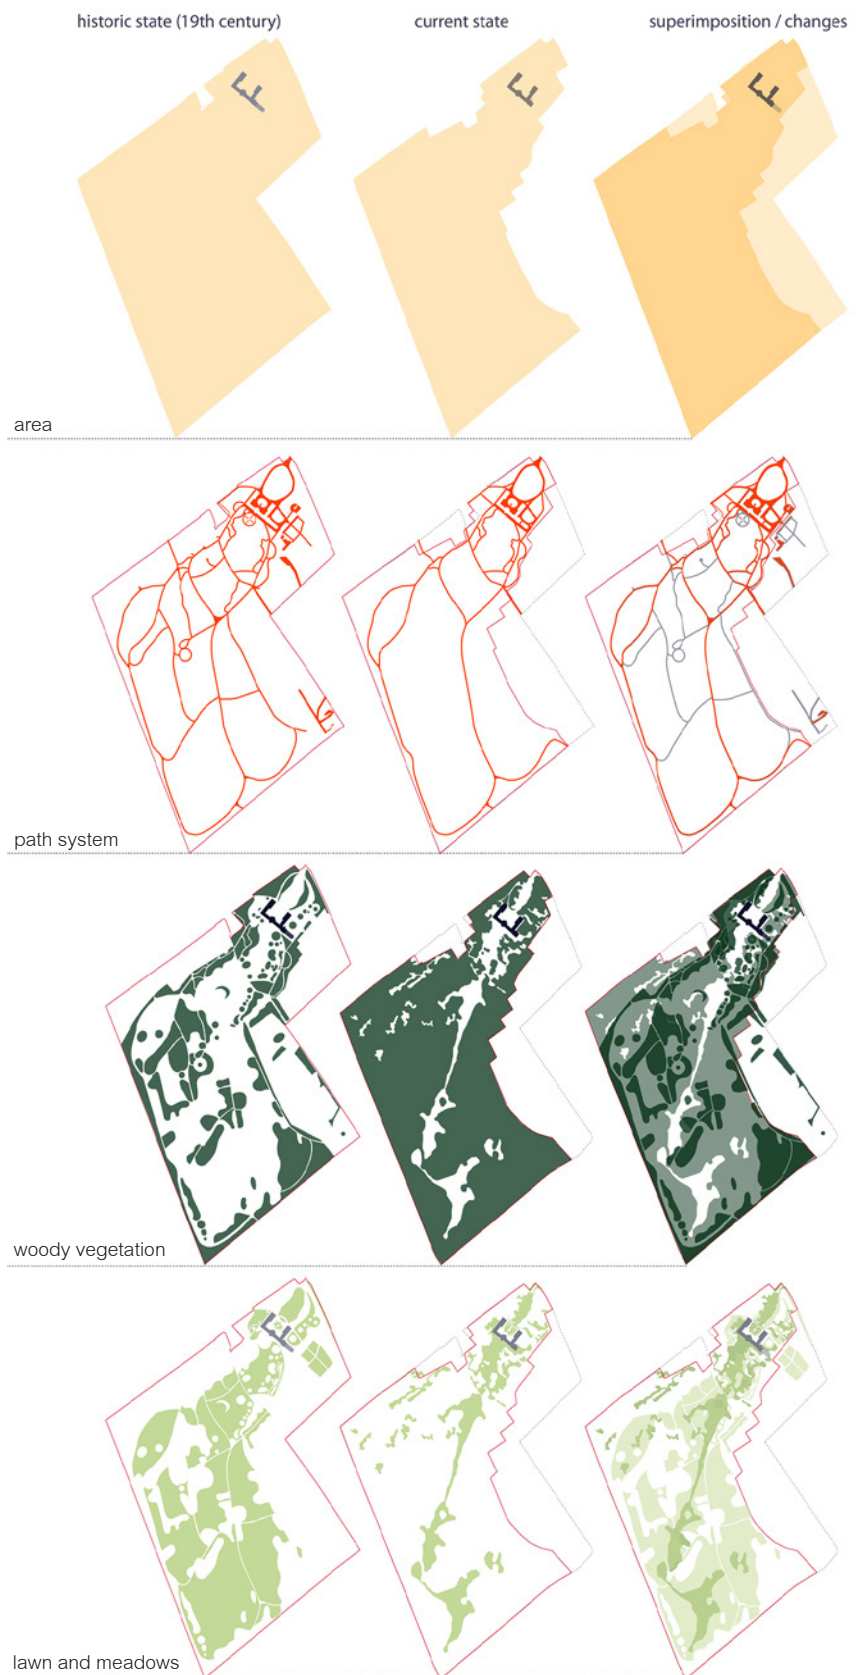 historic state (19th century)
current state
superimposition / changes
area
path system
woody vegetation
lawn and meadows